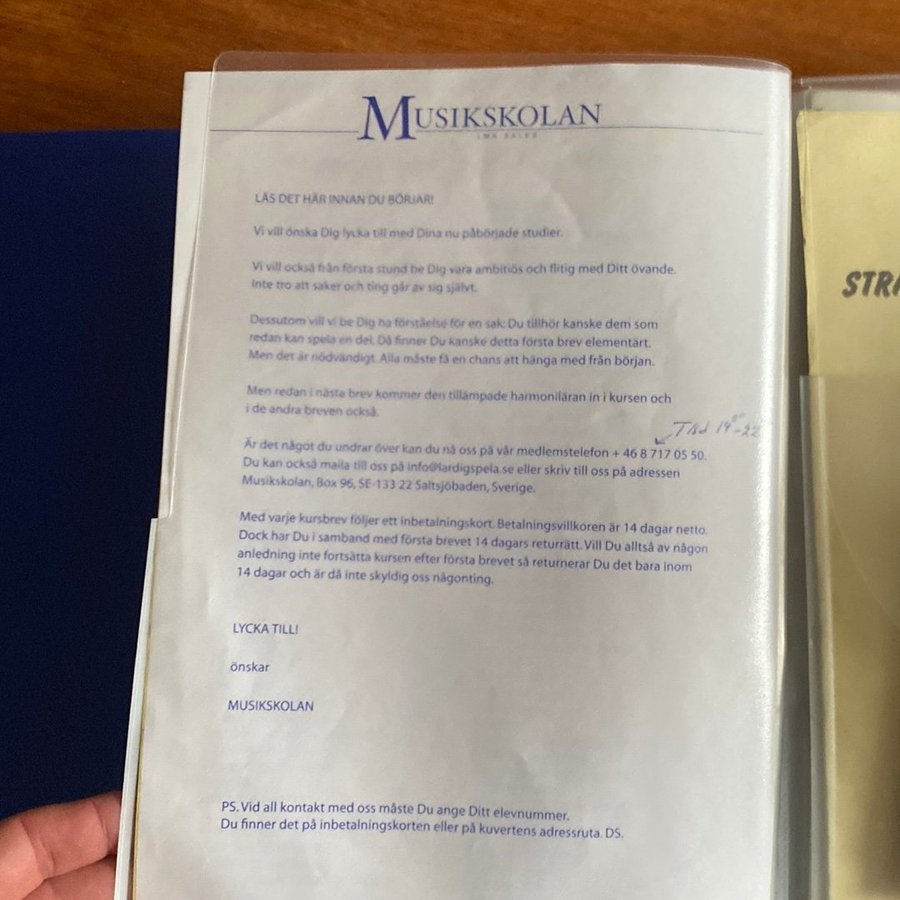 MUSIKSKOLAN
LMK SALES
LÄS DET HÄR INNAN DU BÖRJAR!
Vi vill önska Dig lycka till med Dina nu påbörjade studier.
Vi vill också från första stund be Dig vara ambitiös och flitig med Ditt övande.
Inte tro att saker och ting går av sig självt.
Dessutom vill vi be Dig ha förståelse för en sak: Du tillhör kanske dem som
redan kan spela en del. Då finner Du kanske detta första brev elementärt.
Men det är nödvändigt. Alla måste få en chans att hänga med från början.
Men redan i nästa brev kommer den tillämpade harmoniläran in i kursen och
i de andra breven också.
19⁰⁰-22
Är det något du undrar över kan du nå oss på vår medlemstelefon + 46 8 717 05 50.
Du kan också maila till oss på info@lardigspela.se eller skriv till oss på adressen
Musikskolan, Box 96, SE-133 22 Saltsjöbaden, Sverige.
Med varje kursbrev följer ett inbetalningskort. Betalningsvillkoren är 14 dagar netto.
Dock har Du i samband med första brevet 14 dagars returrätt. Vill Du alltså av någon
anledning inte fortsätta kursen efter första brevet så returnerar Du det bara inom
14 dagar och är då inte skyldig oss någonting.
LYCKA TILL!
önskar
MUSIKSKOLAN
PS. Vid all kontakt med oss måste Du ange Ditt elevnummer.
Du finner det på inbetalningskorten eller på kuvertens adressruta. DS.
STRA